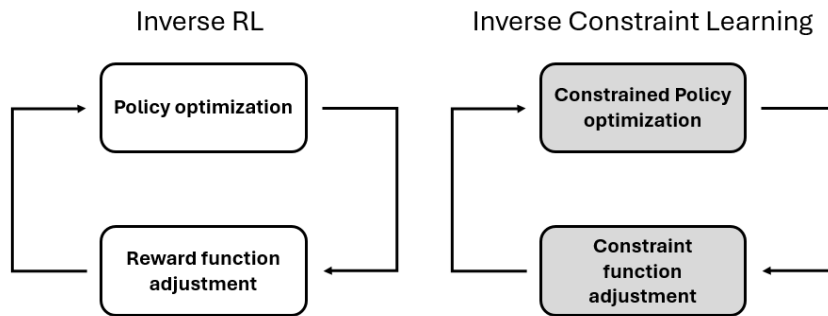 Inverse RL
Policy optimization
Reward function
adjustment
Inverse Constraint Learning
Constrained Policy
optimization
Constraint
function
adjustment